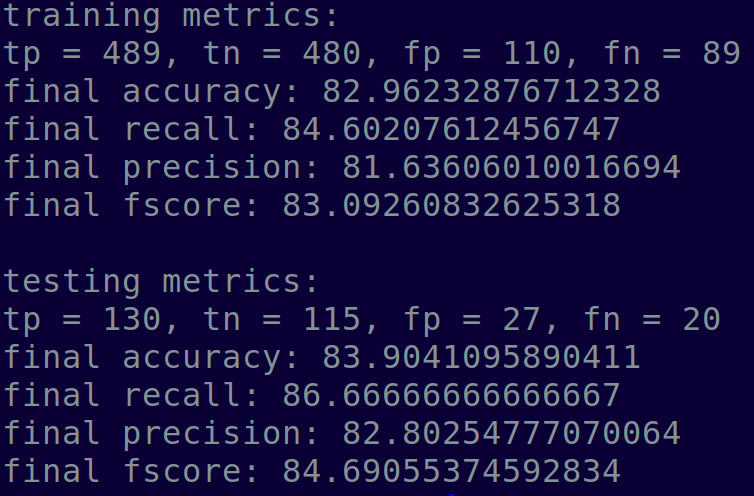 training metrics:
tp = 489, tn = 480, fp = 110, fn = 89
final accuracy: 82.96232876712328
final recall: 84.60207612456747
final precision: 81.63606010016694
final fscore: 83.09260832625318
testing metrics:
tp = 130, tn = 115, fp = 27, fn = 20
final accuracy: 83.9041095890411
final recall: 86.66666666666667
final precision: 82.80254777070064
final fscore: 84.69055374592834